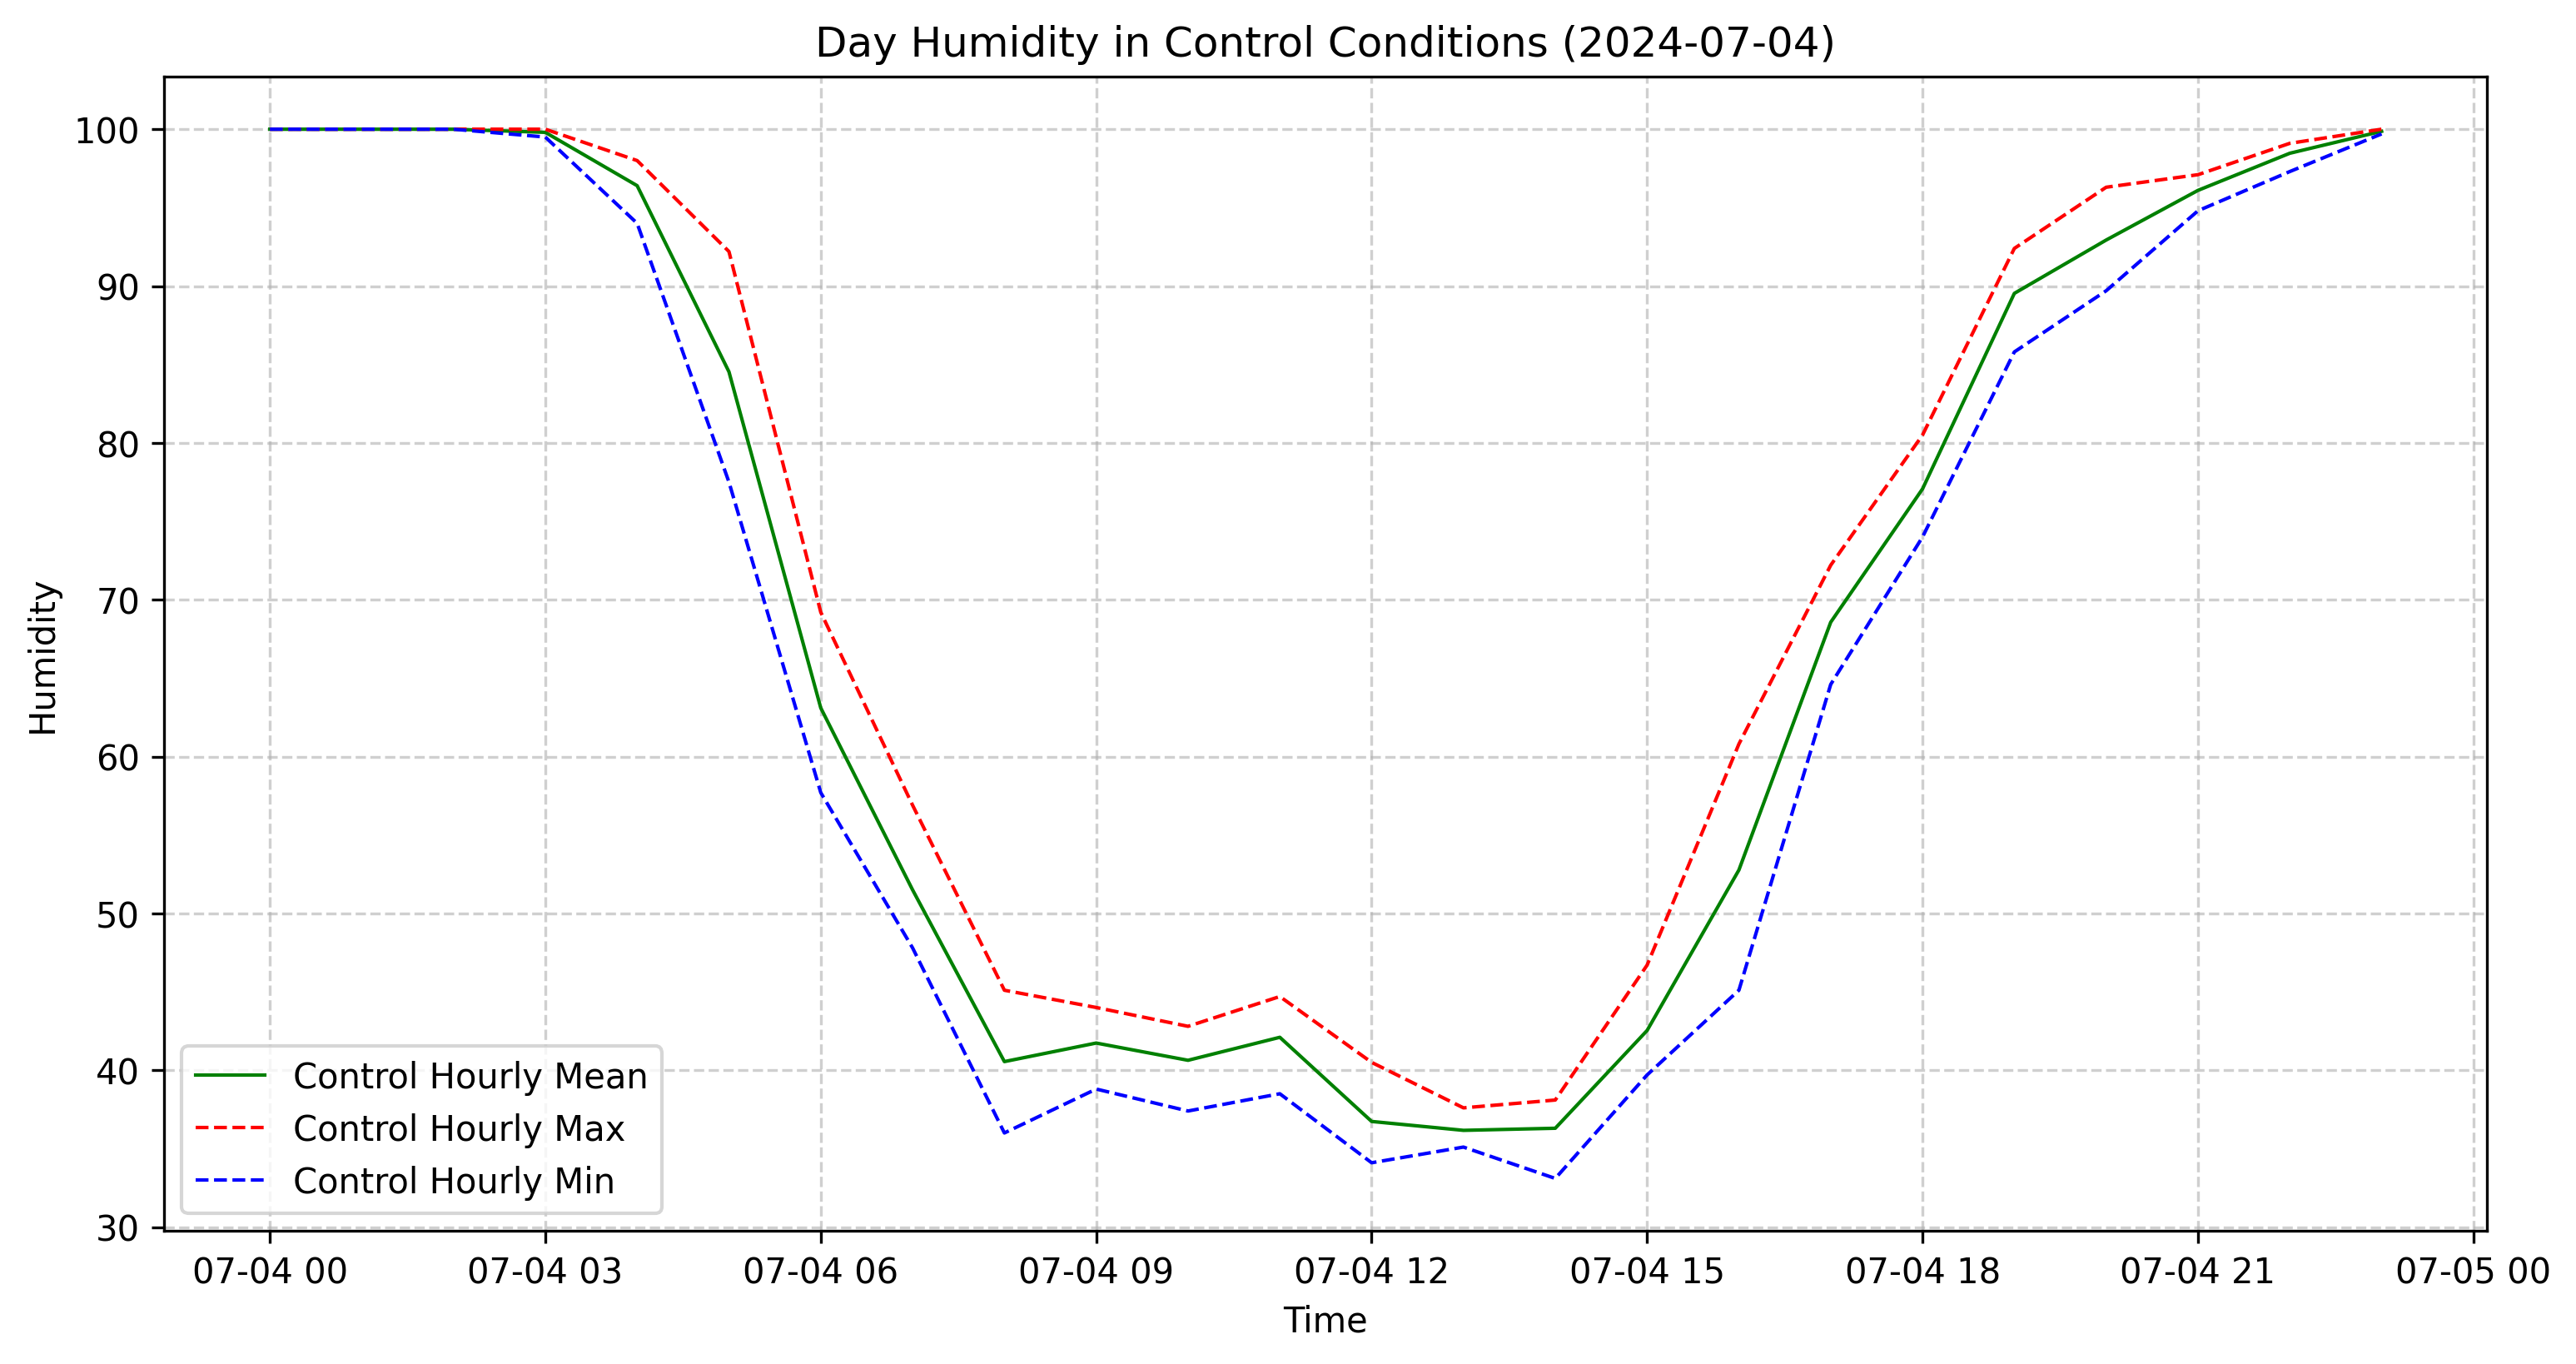 Day Humidity in Control Conditions (2024-07-04)
Humidity
100
90
80
70
60
50
40
30
Control Hourly Mean
Control Hourly Max
Control Hourly Min
07-04 00 07-04 03 07-04 06 07-04 09 07-04 12 07-04 15 07-04 18 07-04 21 07-05 00
Time